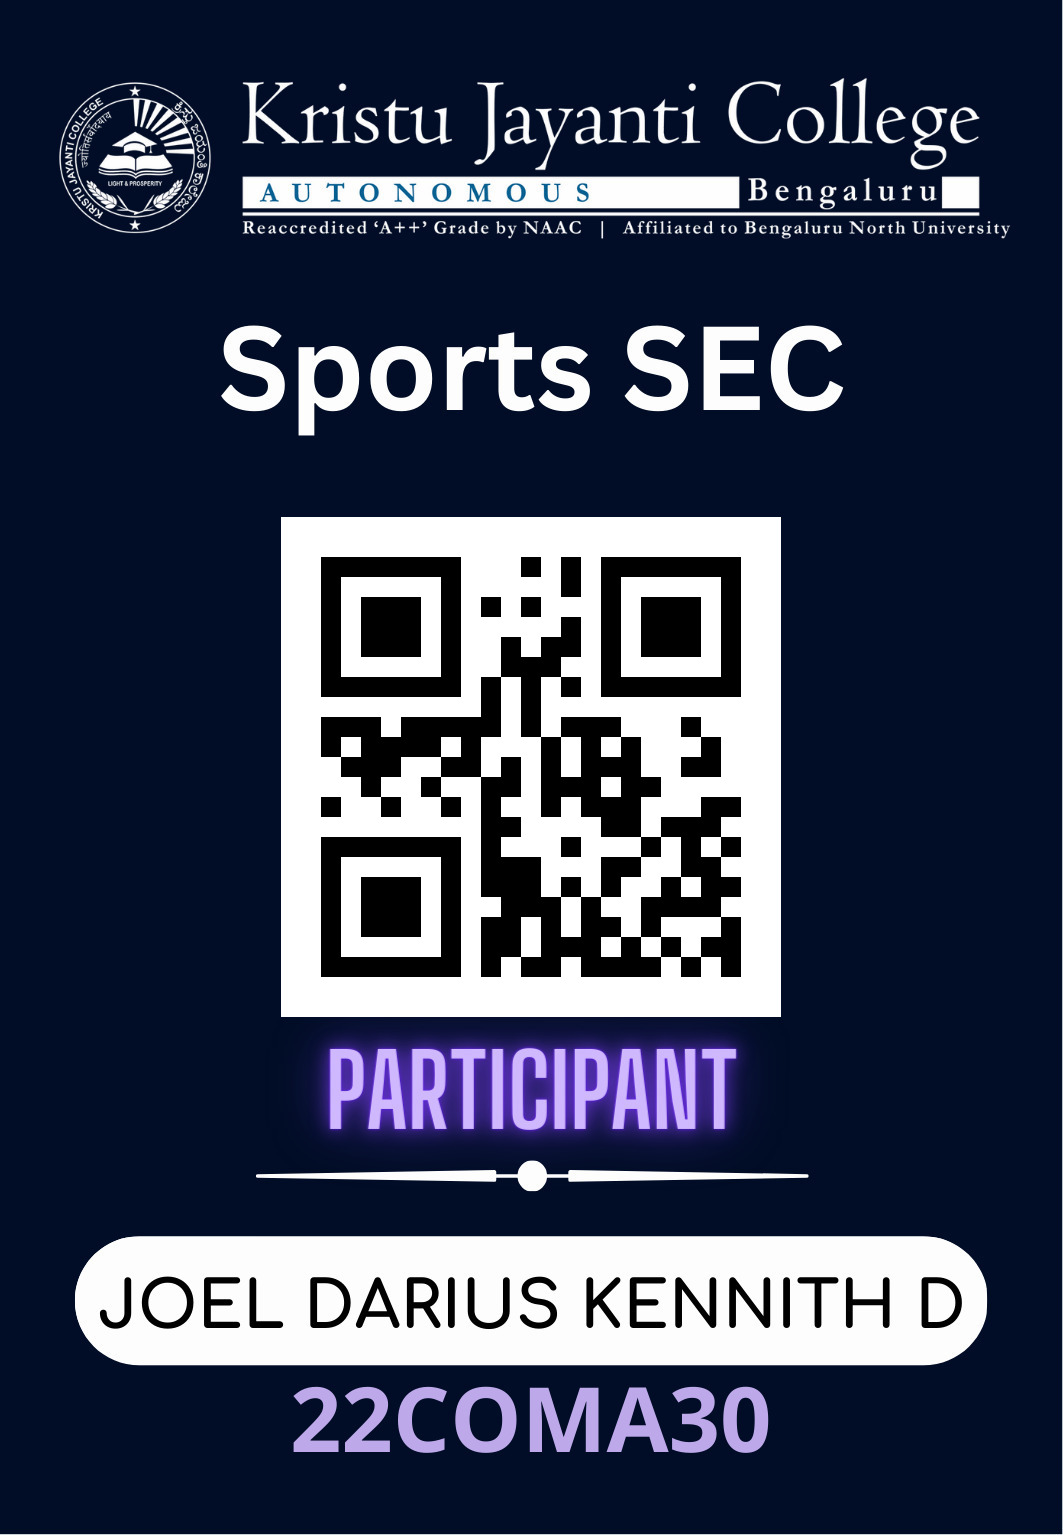 KRISTU JAYANTI COLLEGE
ಕ್ರಿಸ್ತು ಜಯಂತಿ ಕಾಲೇಜು
LIGHT & PROSPERITY
Kristu Jayanti College
AUTONOMOUS Bengaluru
Reaccredited ‘A++’ Grade by NAAC | Affiliated to Bengaluru North University
Sports SEC
PARTICIPANT
JOEL DARIUS KENNITH D
22COMA30